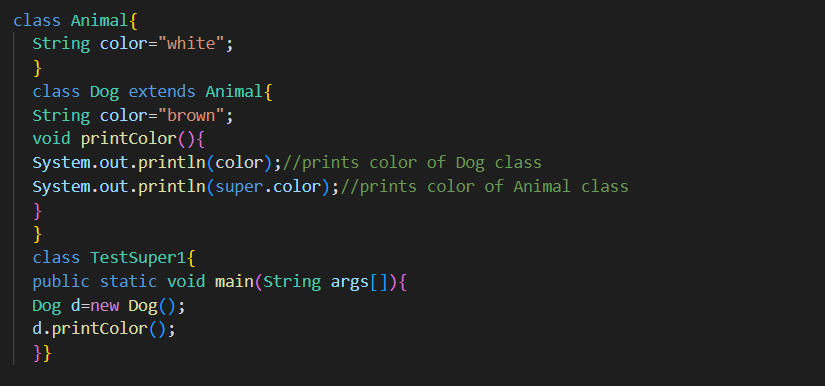 class Animal{
String color="white";
}
class Dog extends Animal{
String color="brown";
void printColor(){
System.out.println(color);//prints color of Dog class
System.out.println(super.color);//prints color of Animal class
}
}
class TestSuper1{
public static void main(String args[]){
Dog d=new Dog();
d.printColor();
}}